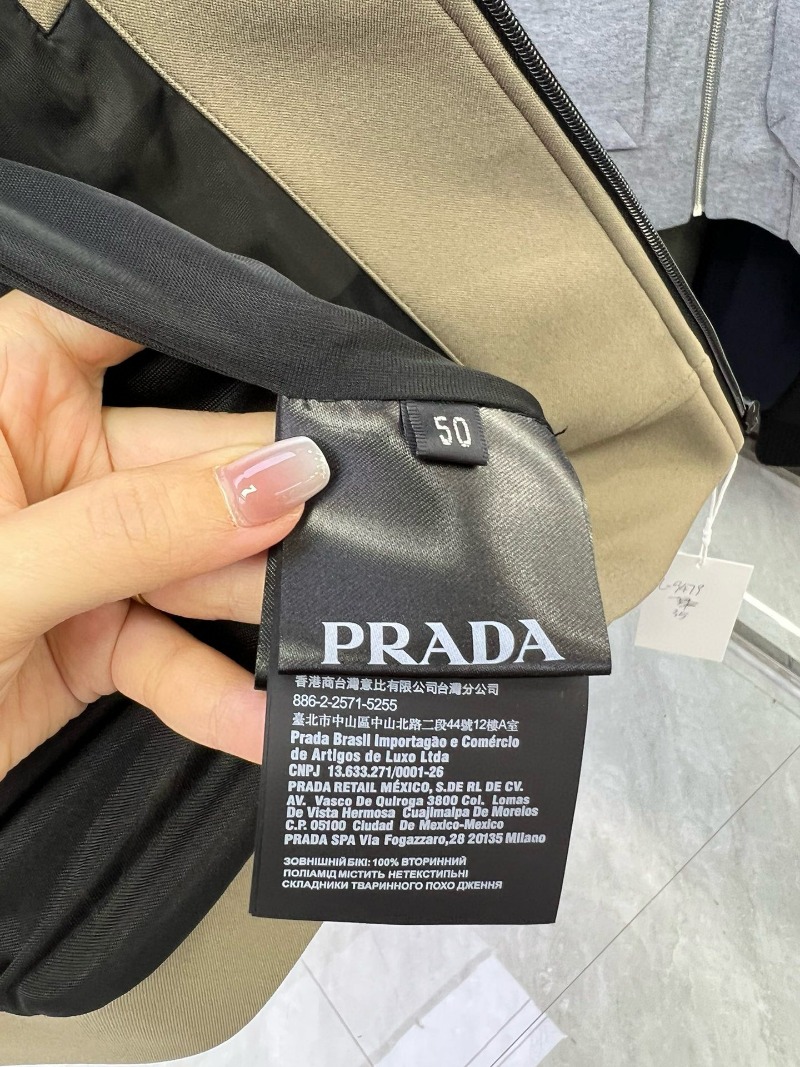 50
PRADA
香港商台灣意比有限公司台灣分公司
886-2-2571-5255
臺北市中山區中山北路二段44號12樓A室
Prada Brasil Importagão e Comércio
de Artigos de Luxo Ltda
CNPJ 13.633.271/0001-26
PRADA RETAIL MÉXICO, S.DE RL DE CV.
AV. Vasco De Quiroga 3800 Col. Lomas
De Vista Hermosa Cuajimalpa De Morelos
C.P. 05100 Ciudad De Mexico-Mexico
PRADA SPA Via Fogazzaro,28 20135 Milano
ЗОВНІШНІЙ БІКІ: 100% ВТОРИННИЙ
ПОЛІАМІД МІСТИТЬ НЕТЕКСТИЛЬНІ
СКЛАДНИКИ ТВАРИННОГО ПОХО ДЖЕННЯ